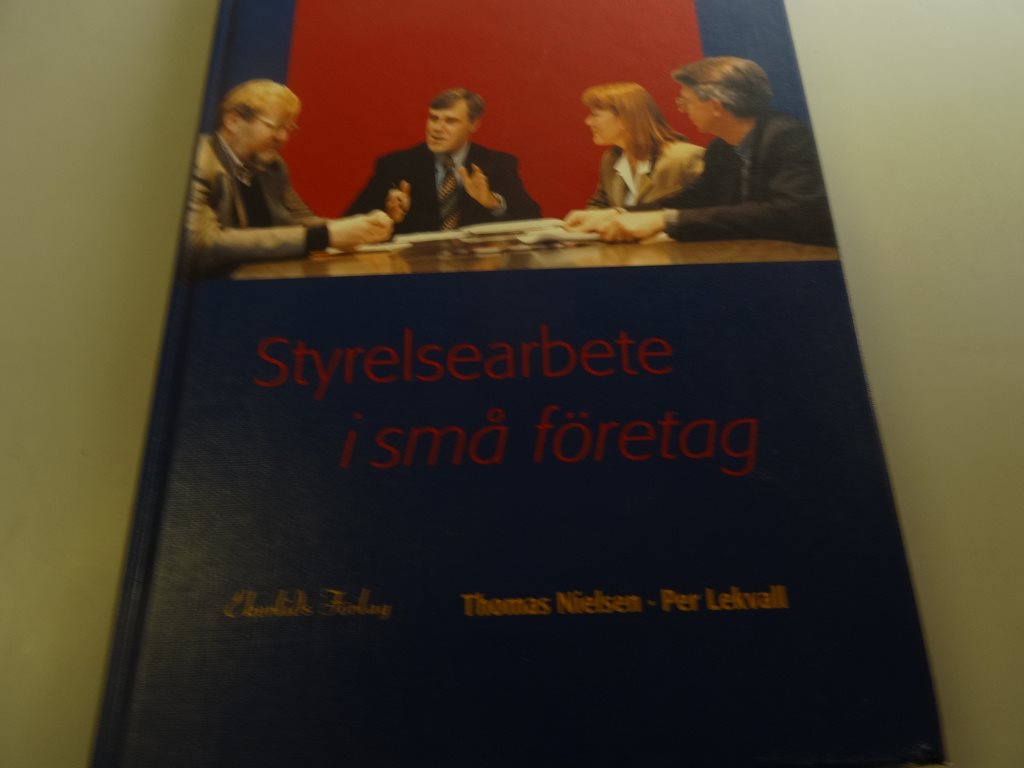 Styrelsearbete
i små företag
Ekerlids Förlag
Thomas Nielsen · Per Lekvall